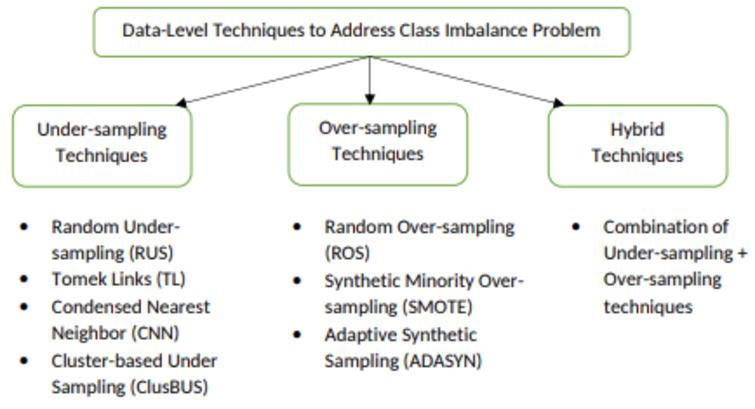 Data-Level Techniques to Address Class Imbalance Problem
Under-sampling
Techniques
Over-sampling
Techniques
Hybrid
Techniques
• Random Under-
sampling (RUS)
• Tomek Links (TL)
• Condensed Nearest
Neighbor (CNN)
• Cluster-based Under
Sampling (ClusBUS)
• Random Over-sampling
(ROS)
• Synthetic Minority Over-
sampling (SMOTE)
• Adaptive Synthetic
Sampling (ADASYN)
• Combination of
Under-sampling +
Over-sampling
techniques